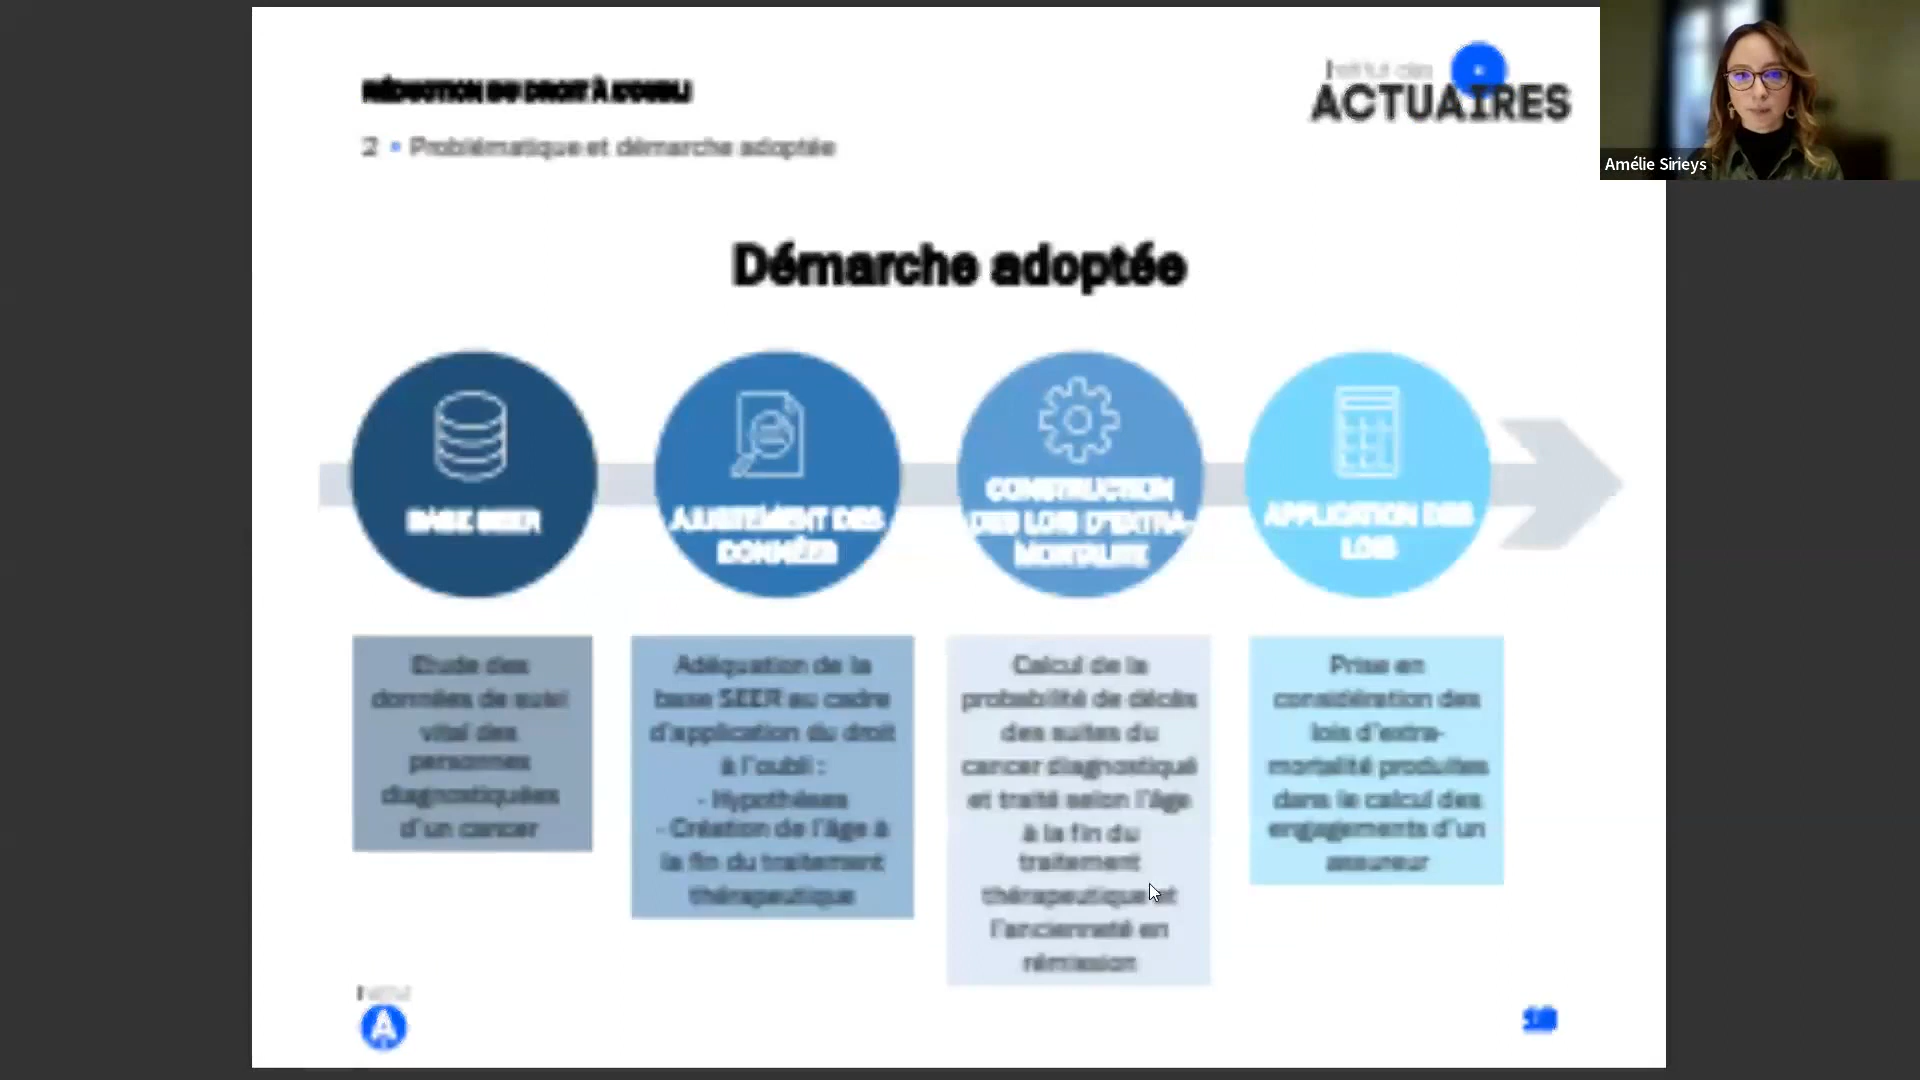 RÉDUCTION DU DROIT À L'OUBLI
Institut des
ACTUAIRES
Amélie Sirieys
2 • Problématique et démarche adoptée
Démarche adoptée
BASE SEER
AJUSTEMENT DES
DONNÉES
CONSTRUCTION
DES LOIS D'EXTRA-
MORTALITÉ
APPLICATION DES
LOIS
Etude des
données de suivi
vital des
personnes
diagnostiquées
d'un cancer
Adéquation de la
base SEER au cadre
d'application du droit
à l'oubli :
- Hypothèses
- Création de l'âge à
la fin du traitement
thérapeutique
Calcul de la
probabilité de décès
des suites du
cancer diagnostiqué
et traité selon l'âge
à la fin du
traitement
thérapeutique et
l'ancienneté en
rémission
Prise en
considération des
lois d'extra-
mortalité produites
dans le calcul des
engagements d'un
assureur
A